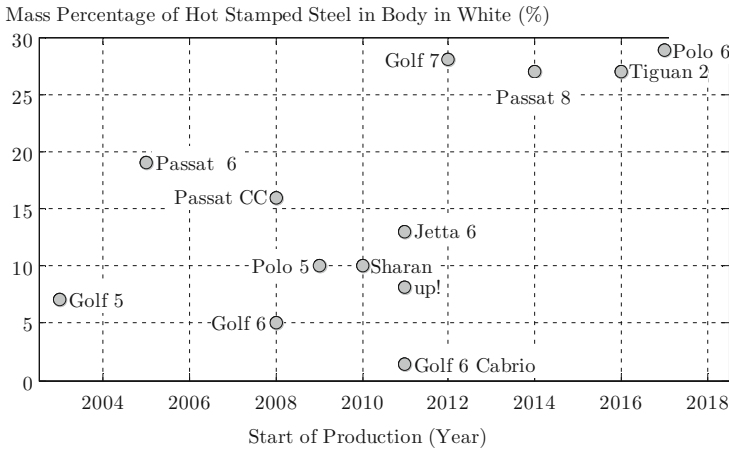 Mass Percentage of Hot Stamped Steel in Body in White (%)
30
Polo 6
Golf 7
Tiguan 2
25
Passat 8
20
Passat 6
Passat CC
15
Jetta 6
10
Polo 5
Sharan
up!
Golf 5
5
Golf 6
Golf 6 Cabrio
0
2004 2006 2008 2010 2012 2014 2016 2018
Start of Production (Year)